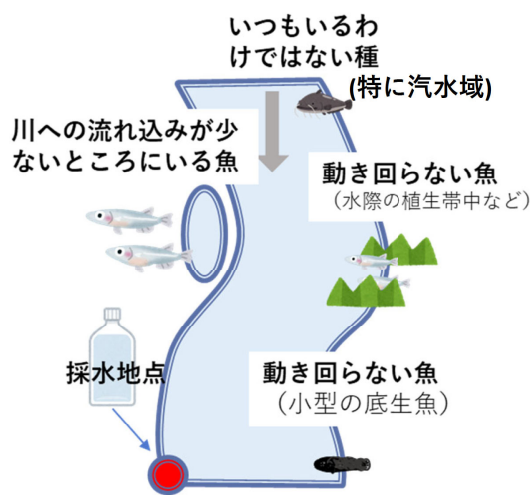 いつもいるわ
けではない種
(特に汽水域)
川への流れ込みが少
ないところにいる魚
動き回らない魚
（水際の植生帯中など）
採水地点
動き回らない魚
（小型の底生魚）